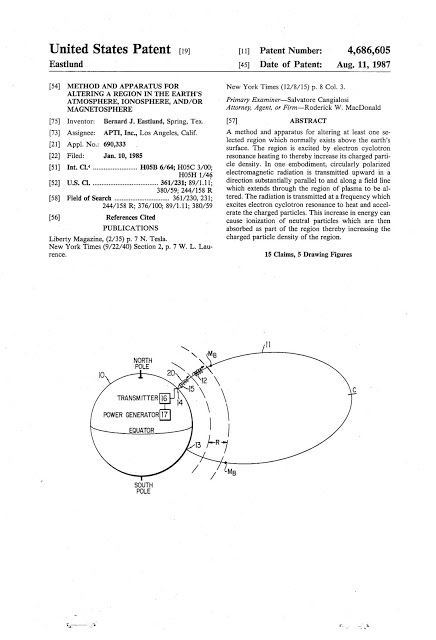 United States Patent [19]
Eastlund
[11] Patent Number: 4,686,605
[45] Date of Patent: Aug. 11, 1987
[54] METHOD AND APPARATUS FOR
ALTERING A REGION IN THE EARTH'S
ATMOSPHERE, IONOSPHERE, AND/OR
MAGNETOSPHERE
[75] Inventor: Bernard J. Eastlund, Spring, Tex.
[73] Assignee: APTI, Inc., Los Angeles, Calif.
[21] Appl. No.: 690,333
[22] Filed: Jan. 10, 1985
[51] Int. Cl.⁴ ........................ H05B 6/64; H05C 3/00;
H05H 1/46
[52] U.S. Cl. .................................. 361/231; 89/1.11;
380/59; 244/158 R
[58] Field of Search ........................ 361/230, 231;
244/158 R; 376/100; 89/1.11; 380/59
[56] References Cited
PUBLICATIONS
Liberty Magazine, (2/35) p. 7 N. Tesla.
New York Times (9/22/40) Section 2, p. 7 W. L. Lau-
rence.
New York Times (12/8/15) p. 8 Col. 3.
Primary Examiner—Salvatore Cangialosi
Attorney, Agent, or Firm—Roderick W. MacDonald
[57] ABSTRACT
A method and apparatus for altering at least one se-
lected region which normally exists above the earth's
surface. The region is excited by electron cyclotron
resonance heating to thereby increase its charged parti-
cle density. In one embodiment, circularly polarized
electromagnetic radiation is transmitted upward in a
direction substantially parallel to and along a field line
which extends through the region of plasma to be al-
tered. The radiation is transmitted at a frequency which
excites electron cyclotron resonance to heat and accel-
erate the charged particles. This increase in energy can
cause ionization of neutral particles which are then
absorbed as part of the region thereby increasing the
charged particle density of the region.
15 Claims, 5 Drawing Figures
11
MB
NORTH
POLE
10
20
12
15
C
14
TRANSMITTER 16
POWER GENERATOR 17
EQUATOR
13
R
MB
SOUTH
POLE